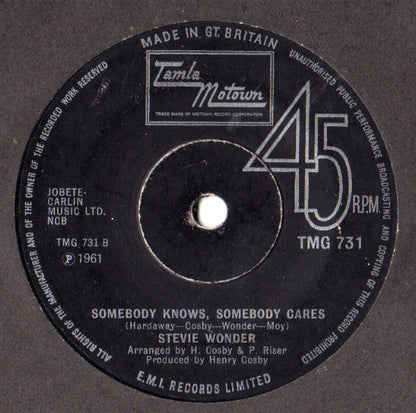 MADE IN GT. BRITAIN
Tamla
Motown
TRADE MARK OF MOTOWN RECORD CORPORATION
45
R.P.M.
TMG 731
JOBETE-
CARLIN
MUSIC LTD.
NCB
TMG 731 B
Ⓟ 1961
SOMEBODY KNOWS, SOMEBODY CARES
(Hardaway—Cosby—Wonder—Moy)
STEVIE WONDER
Arranged by H. Cosby & P. Riser
Produced by Henry Cosby
E.M.I. RECORDS LIMITED
ALL RIGHTS OF THE MANUFACTURER AND OF THE OWNER OF THE RECORDED WORK RESERVED
UNAUTHORISED PUBLIC PERFORMANCE BROADCASTING AND COPYING OF THIS RECORD PROHIBITED